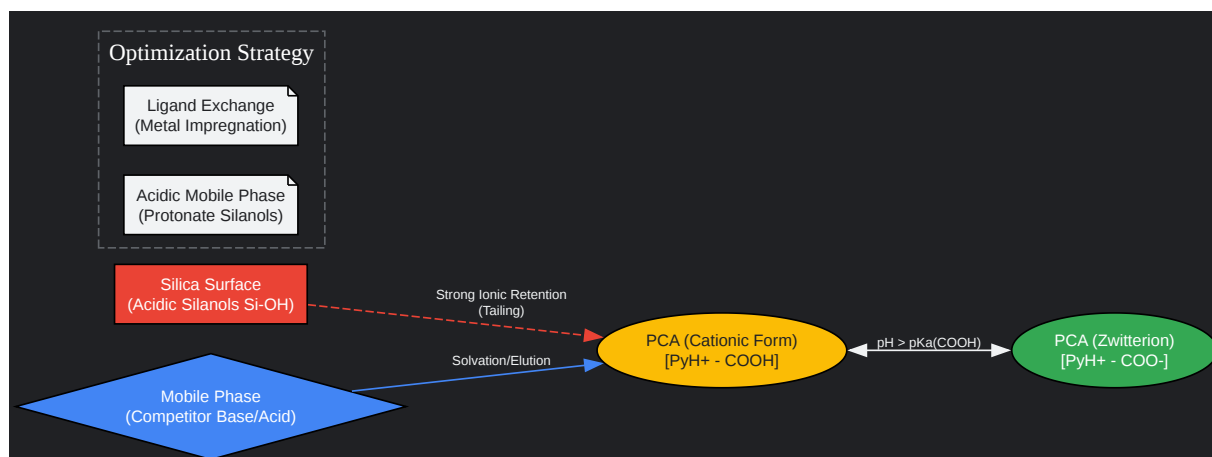 Optimization Strategy
Ligand Exchange
(Metal Impregnation)
Acidic Mobile Phase
(Protonate Silanols)
Silica Surface
(Acidic Silanols Si-OH)
Strong Ionic Retention
(Tailing)
Solvation/Elution
Mobile Phase
(Competitor Base/Acid)
PCA (Cationic Form)
[PyH+ - COOH]
pH > pKa(COOH)
PCA (Zwitterion)
[PyH+ - COO-]